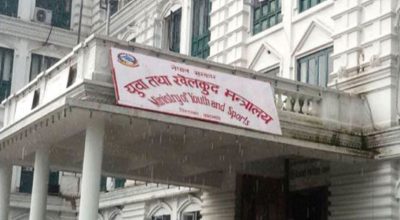 नेपाल सरकार
युवा तथा खेलकुद मन्त्रालय
Ministry of Youth and Sports